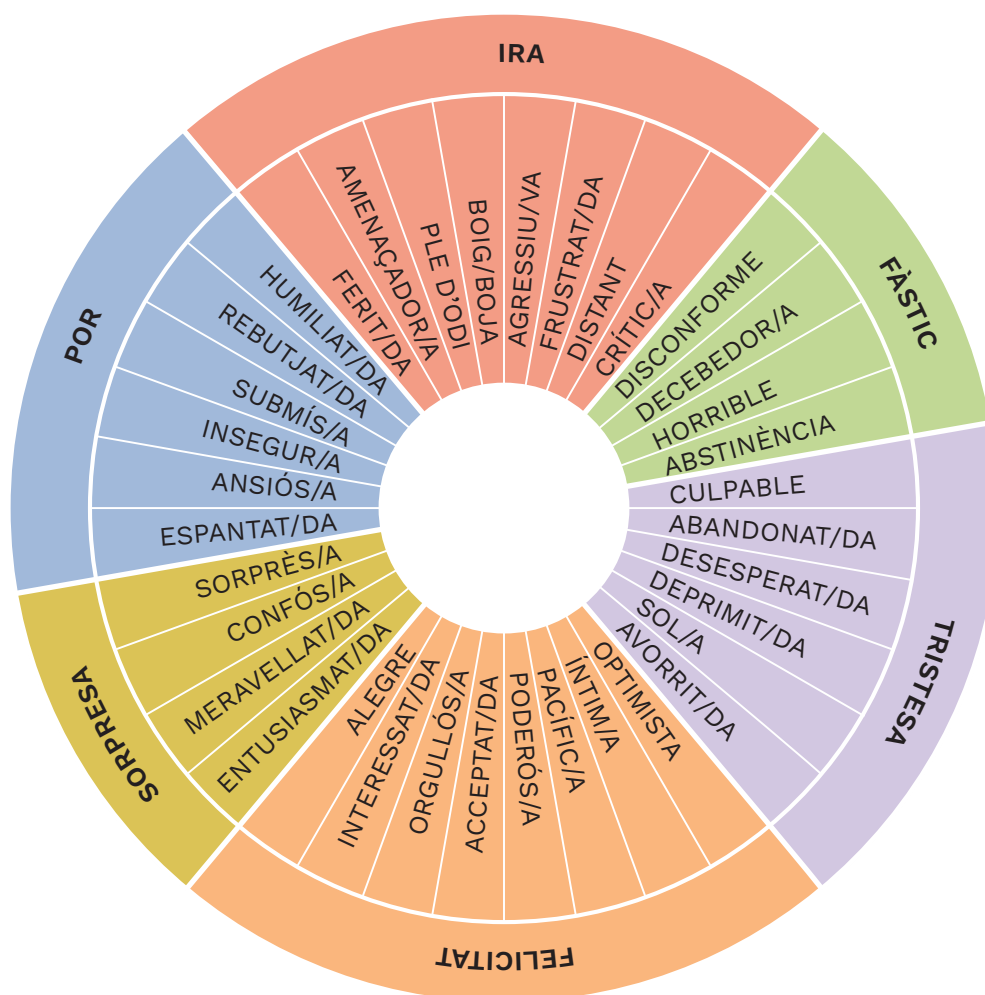 IRA
FERIT/DA
AMENAÇADOR/A
PLE D'ODI
BOIG/BOJA
AGRESSIU/VA
FRUSTRAT/DA
DISTANT
CRÍTIC/A
FÀSTIC
DISCONFORME
DECEBEDOR/A
HORRIBLE
ABSTINÈNCIA
TRISTESA
CULPABLE
ABANDONAT/DA
DESESPERAT/DA
DEPRIMIT/DA
SOL/A
AVORRIT/DA
FELICITAT
OPTIMISTA
ÍNTIM/A
PACÍFIC/A
PODERÓS/A
ACCEPTAT/DA
ORGULLÓS/A
INTERESSAT/DA
ALEGRE
SORPRESA
ENTUSIASMAT/DA
MERAVELLAT/DA
CONFÓS/A
SORPRÈS/A
POR
ESPANTAT/DA
ANSIÓS/A
INSEGUR/A
SUBMÍS/A
REBUTJAT/DA
HUMILIAT/DA